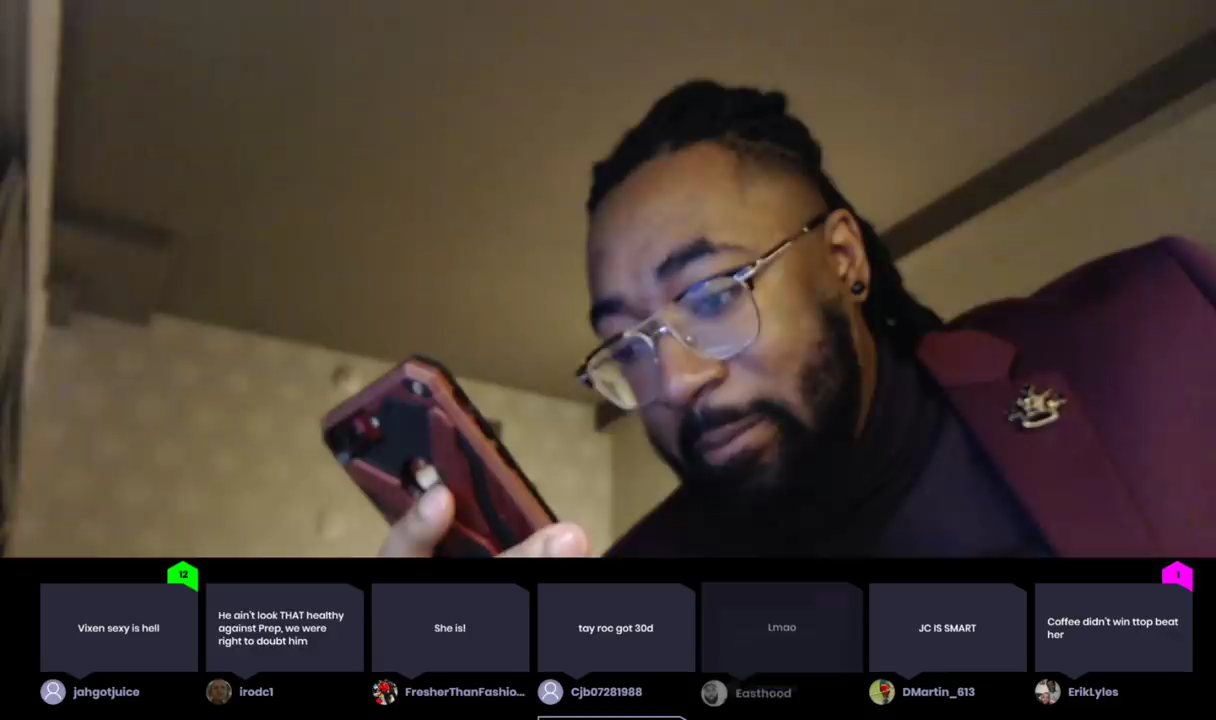 12
1
Vixen sexy is hell
He ain't look THAT healthy
against Prep, we were
right to doubt him
She is!
tay roc got 30d
Lmao
JC IS SMART
Coffee didn't win ttop beat
her
jahgotjuice
irodc1
FresherThanFashio...
Cjb07281988
Easthood
DMartin_613
ErikLyles